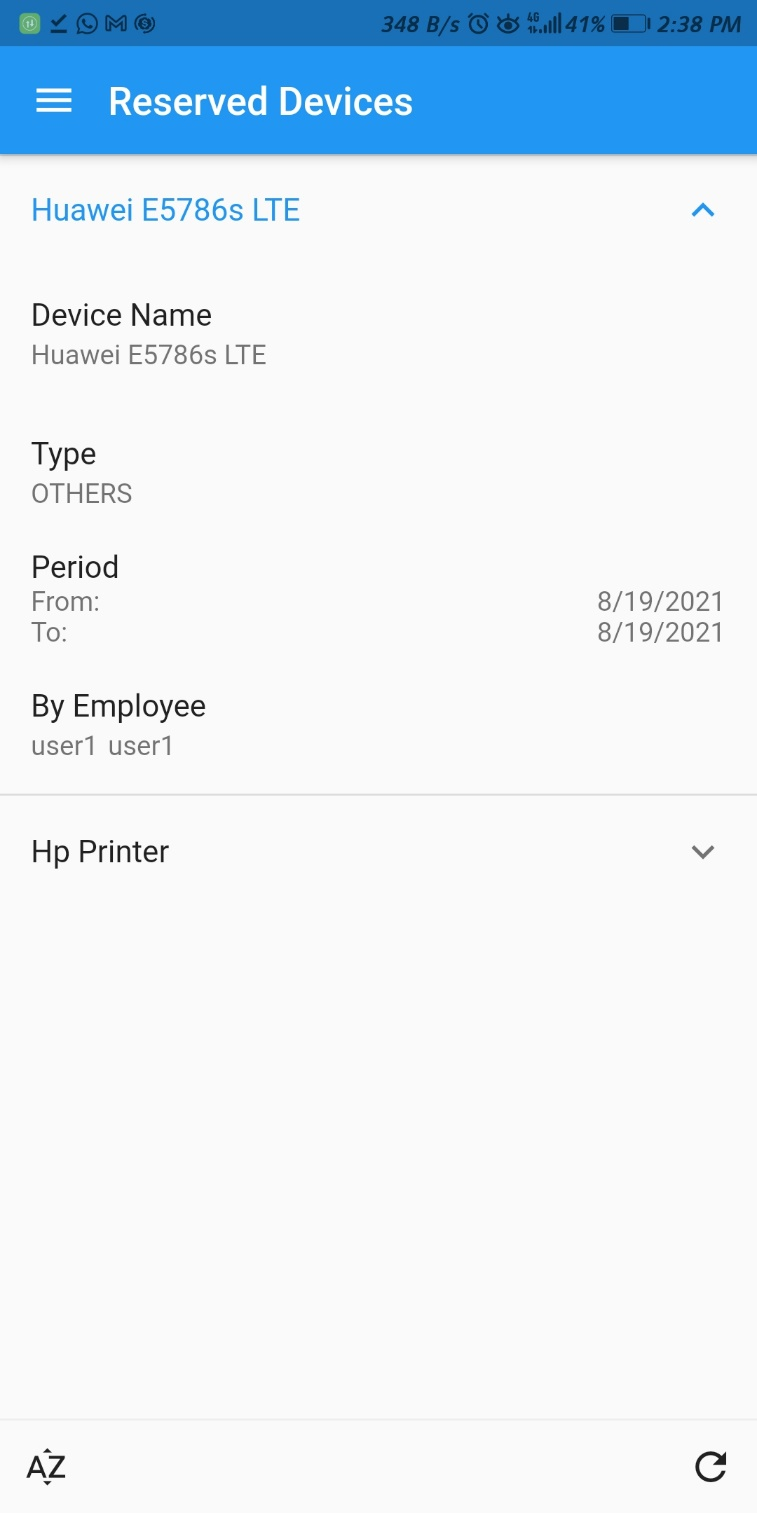 348 B/s 4G 41% 2:38 PM
Reserved Devices
Huawei E5786s LTE
Device Name
Huawei E5786s LTE
Type
OTHERS
Period
From: 8/19/2021
To: 8/19/2021
By Employee
user1 user1
Hp Printer
AZ